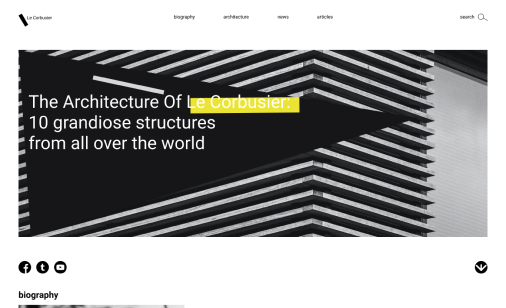 Le Corbusier
biography
architecture
news
articles
search
The Architecture Of Le Corbusier:
10 grandiose structures
from all over the world
biography